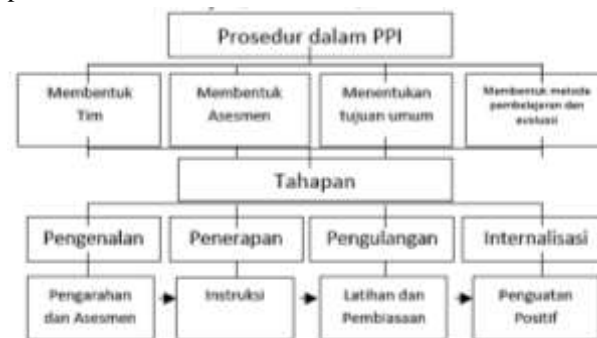 Prosedur dalam PPI
Membentuk
Tim
Membentuk
Asesmen
Menentukan
tujuan umum
Membentuk metode
pembelajaran dan
evaluasi
Tahapan
Pengenalan
Penerapan
Pengulangan
Internalisasi
Pengarahan
dan Asesmen
Instruksi
Latihan dan
Pembiasaan
Penguatan
Positif